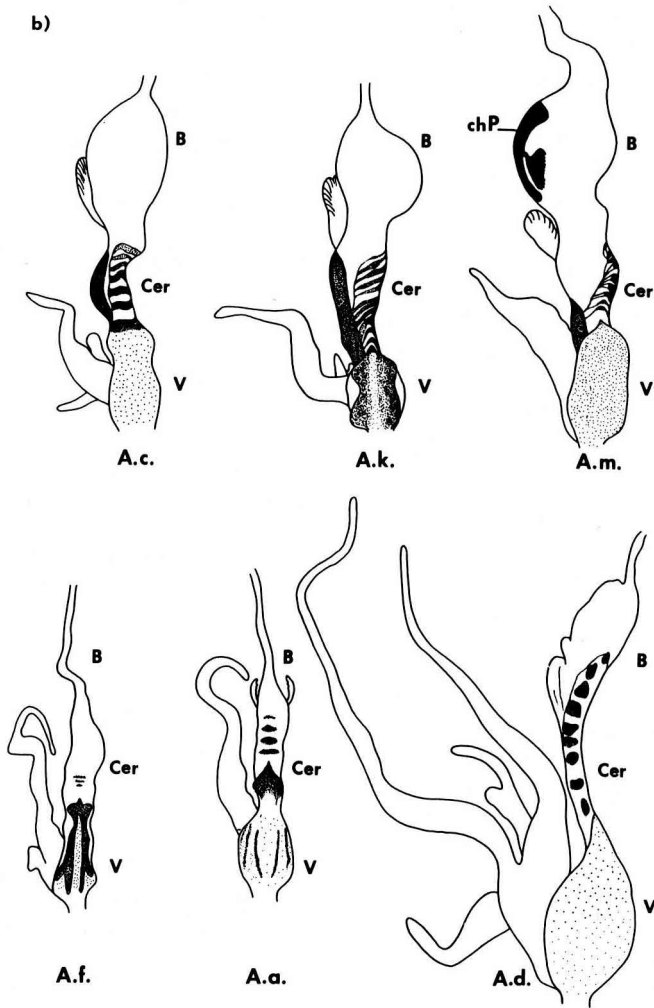 b)
B
Cer
V
A.c.
B
Cer
V
A.k.
chP
B
Cer
V
A.m.
B
Cer
V
A.f.
B
Cer
V
A.a.
B
Cer
V
A.d.